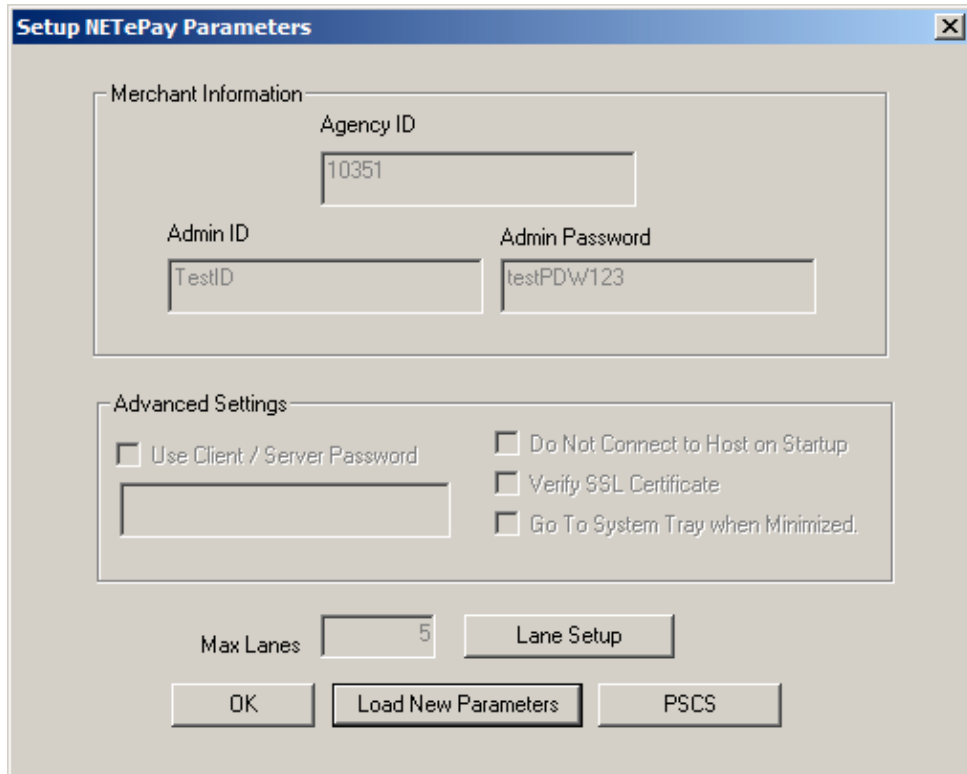 Setup NETePay Parameters
Merchant Information
Agency ID
10351
Admin ID
Admin Password
TestID
testPDW123
Advanced Settings
Use Client / Server Password
Do Not Connect to Host on Startup
Verify SSL Certificate
Go To System Tray when Minimized.
Max Lanes
5
Lane Setup
OK
Load New Parameters
PSCS